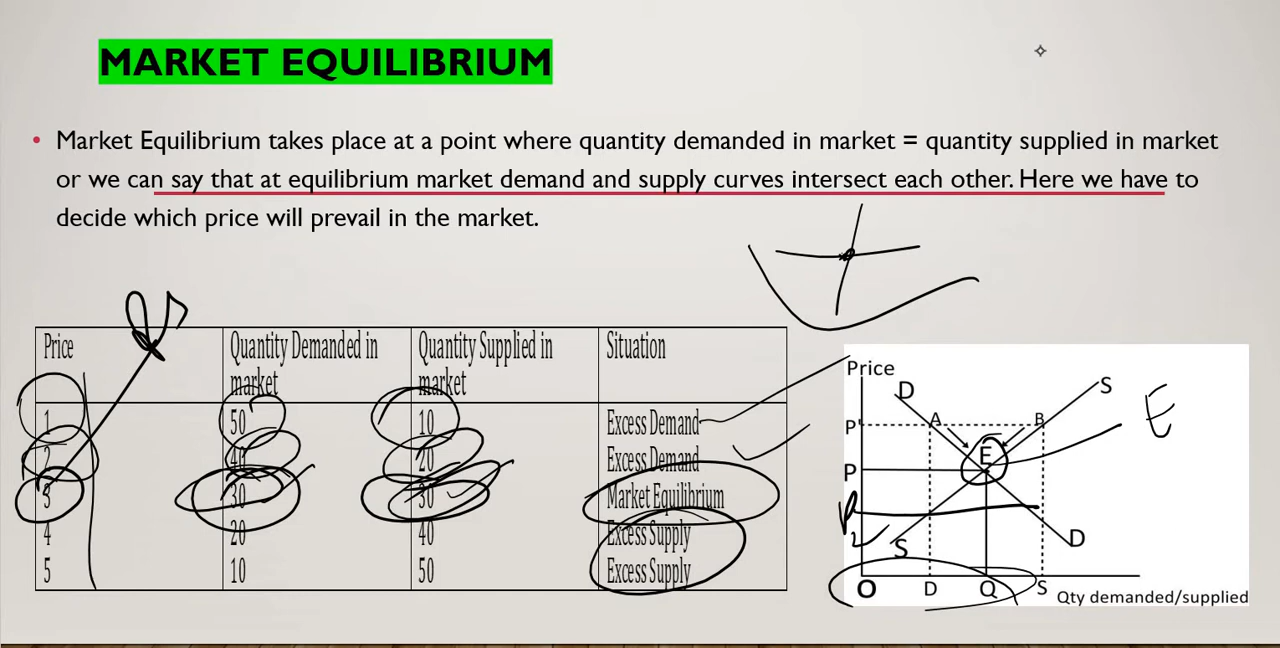 MARKET EQUILIBRIUM
• Market Equilibrium takes place at a point where quantity demanded in market = quantity supplied in market
or we can say that at equilibrium market demand and supply curves intersect each other. Here we have to
decide which price will prevail in the market.
Price Quantity Demanded in market Quantity Supplied in market Situation
1 50 10 Excess Demand
2 40 20 Excess Demand
3 30 30 Market Equilibrium
4 20 40 Excess Supply
5 10 50 Excess Supply
Price
D S
P' A B
E E
P
S D
O D Q S Qty demanded/supplied